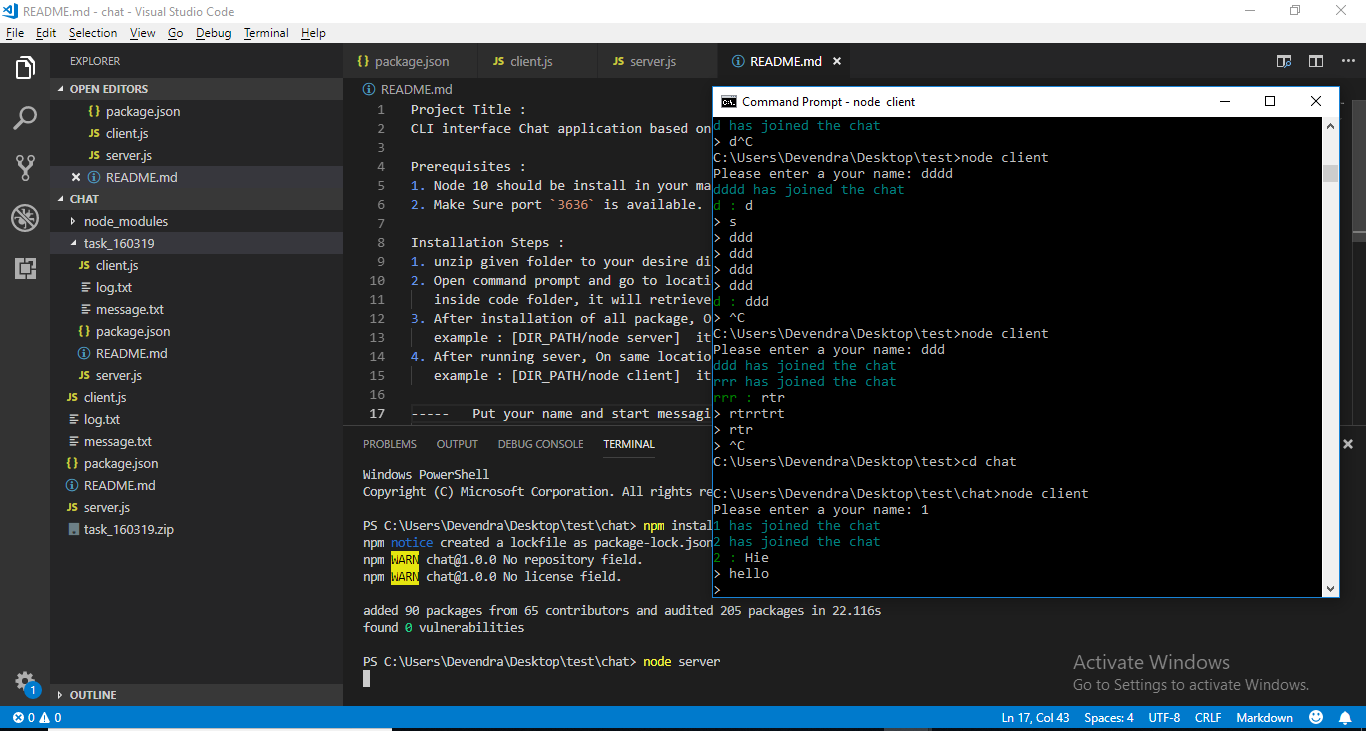 README.md - chat - Visual Studio Code
File Edit Selection View Go Debug Terminal Help
EXPLORER
OPEN EDITORS
{} package.json
JS client.js
JS server.js
README.md
CHAT
node_modules
task_160319
JS client.js
log.txt
message.txt
{} package.json
README.md
JS server.js
JS client.js
log.txt
message.txt
{} package.json
README.md
JS server.js
task_160319.zip
OUTLINE
{} package.json JS client.js JS server.js README.md
README.md
1 Project Title :
2 CLI interface Chat application based on
3
4 Prerequisites :
5 1. Node 10 should be install in your ma
6 2. Make Sure port `3636` is available.
7
8 Installation Steps :
9 1. unzip given folder to your desire di
10 2. Open command prompt and go to locati
11 inside code folder, it will retrieve
12 3. After installation of all package, O
13 example : [DIR_PATH/node server] it
14 4. After running sever, On same locatio
15 example : [DIR_PATH/node client] it
16
17 ----- Put your name and start messagi
PROBLEMS OUTPUT DEBUG CONSOLE TERMINAL
Windows PowerShell
Copyright (C) Microsoft Corporation. All rights re
PS C:\Users\Devendra\Desktop\test\chat> npm instal
npm notice created a lockfile as package-lock.json
npm WARN chat@1.0.0 No repository field.
npm WARN chat@1.0.0 No license field.
added 90 packages from 65 contributors and audited 205 packages in 22.116s
found 0 vulnerabilities
PS C:\Users\Devendra\Desktop\test\chat> node server
Command Prompt - node client
d has joined the chat
> d^C
C:\Users\Devendra\Desktop\test>node client
Please enter a your name: dddd
dddd has joined the chat
d : d
> s
> ddd
> ddd
> ddd
> ddd
d : ddd
> ^C
C:\Users\Devendra\Desktop\test>node client
Please enter a your name: ddd
ddd has joined the chat
rrr has joined the chat
rrr : rtr
> rtrrtrt
> rtr
> ^C
C:\Users\Devendra\Desktop\test>cd chat
C:\Users\Devendra\Desktop\test\chat>node client
Please enter a your name: 1
1 has joined the chat
2 has joined the chat
2 : Hie
> hello
>
Activate Windows
Go to Settings to activate Windows.
1
0 0
Ln 17, Col 43 Spaces: 4 UTF-8 CRLF Markdown